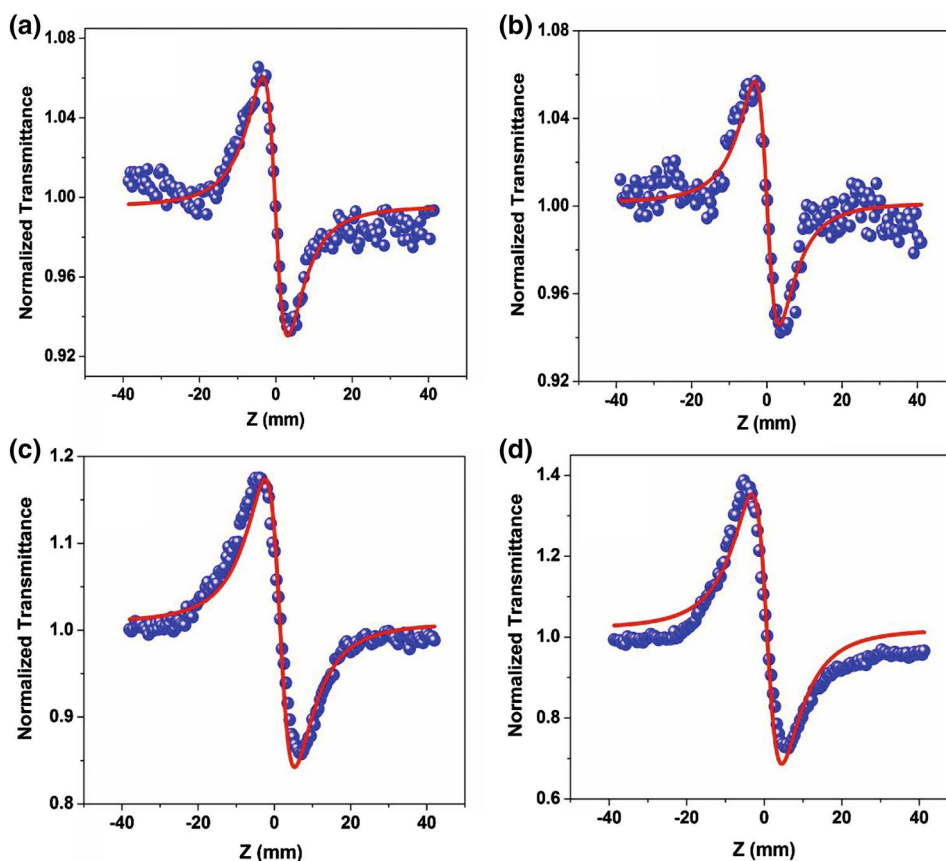 (a)
Normalized Transmittance
1.08
1.04
1.00
0.96
0.92
-40 -20 0 20 40
Z (mm)
(b)
Normalized Transmittance
1.08
1.04
1.00
0.96
0.92
-40 -20 0 20 40
Z (mm)
(c)
Normalized Transmittance
1.2
1.1
1.0
0.9
0.8
-40 -20 0 20 40
Z (mm)
(d)
Normalized Transmittance
1.4
1.2
1.0
0.8
0.6
-40 -20 0 20 40
Z (mm)